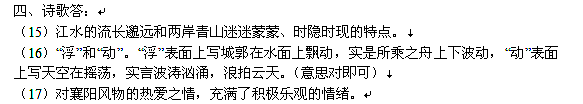 四、诗歌答：
（15）江水的流长邈远和两岸青山迷迷蒙蒙、时隐时现的特点。
（16）“浮”和“动”。“浮”表面上写城郭在水面上飘动，实是所乘之舟上下波动，“动”表面
上写天空在摇荡，实言波涛汹涌，浪拍云天。（意思对即可）
（17）对襄阳风物的热爱之情，充满了积极乐观的情绪。